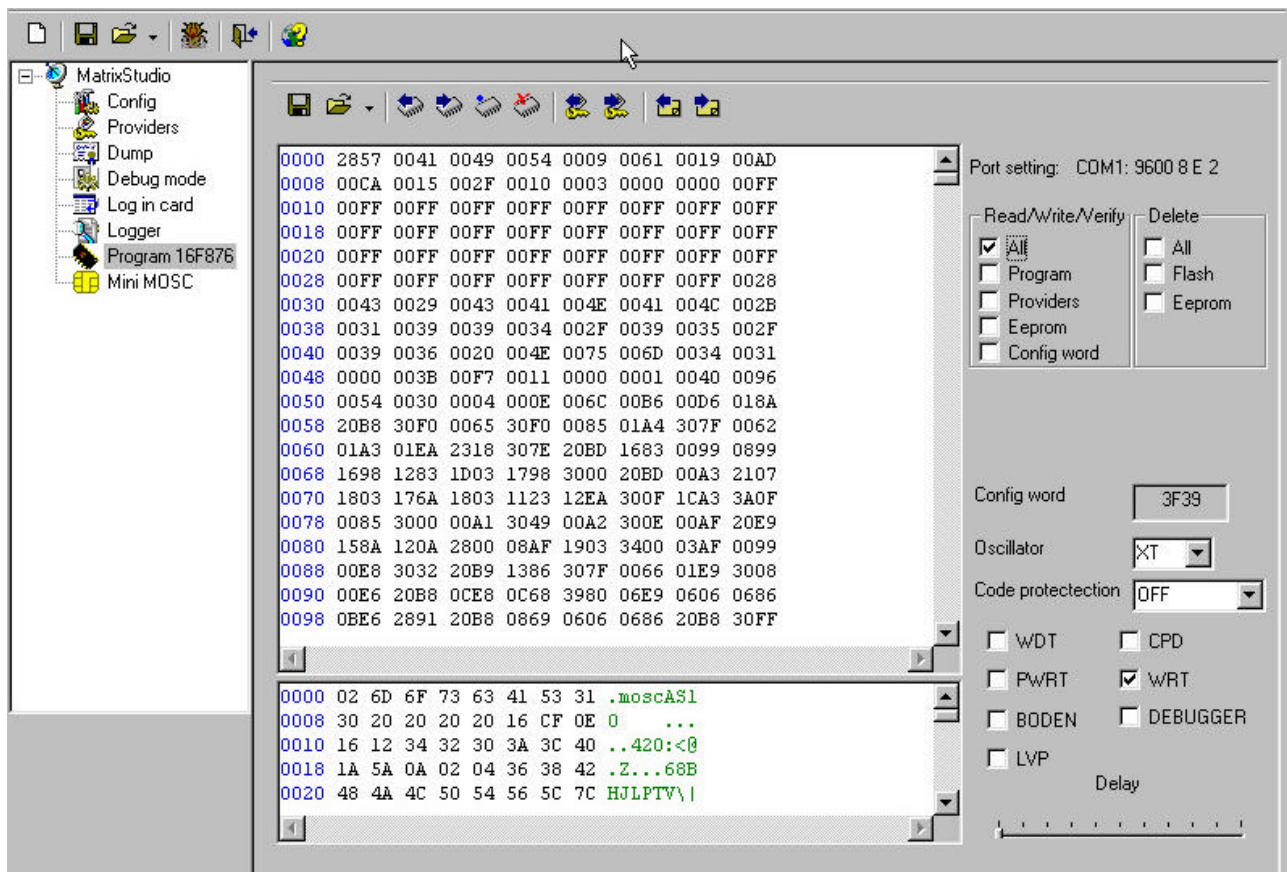 MatrixStudio
Config
Providers
Dump
Debug mode
Log in card
Logger
Program 16F876
Mini MOSC
0000 2857 0041 0049 0054 0009 0061 0019 00AD
0008 00CA 0015 002F 0010 0003 0000 0000 00FF
0010 00FF 00FF 00FF 00FF 00FF 00FF 00FF 00FF
0018 00FF 00FF 00FF 00FF 00FF 00FF 00FF 00FF
0020 00FF 00FF 00FF 00FF 00FF 00FF 00FF 00FF
0028 00FF 00FF 00FF 00FF 00FF 00FF 00FF 0028
0030 0043 0029 0043 0041 004E 0041 004C 002B
0038 0031 0039 0039 0034 002F 0039 0035 002F
0040 0039 0036 0020 004E 0075 006D 0034 0031
0048 0000 003B 00F7 0011 0000 0001 0040 0096
0050 0054 0030 0004 000E 006C 00B6 00D6 018A
0058 20B8 30F0 0065 30F0 0085 01A4 307F 0062
0060 01A3 01EA 2318 307E 20BD 1683 0099 0899
0068 1698 1283 1D03 1798 3000 20BD 00A3 2107
0070 1803 176A 1803 1123 12EA 300F 1CA3 3A0F
0078 0085 3000 00A1 3049 00A2 300E 00AF 20E9
0080 158A 120A 2800 08AF 1903 3400 03AF 0099
0088 00E8 3032 20B9 1386 307F 0066 01E9 3008
0090 00E6 20B8 0CE8 0C68 3980 06E9 0606 0686
0098 0BE6 2891 20B8 0869 0606 0686 20B8 30FF
0000 02 6D 6F 73 63 41 53 31 .moscAS1
0008 30 20 20 20 20 16 CF 0E 0    ...
0010 16 12 34 32 30 3A 3C 40 ..420:<@
0018 1A 5A 0A 02 04 36 38 42 .Z...68B
0020 48 4A 4C 50 54 56 5C 7C HJLPTV\|
Port setting: COM1: 9600 8 E 2
Read/Write/Verify
All
Program
Providers
Eeprom
Config word
Delete
All
Flash
Eeprom
Config word 3F39
Oscillator XT
Code protectection OFF
WDT CPD
PWRT WRT
BODEN DEBUGGER
LVP
Delay